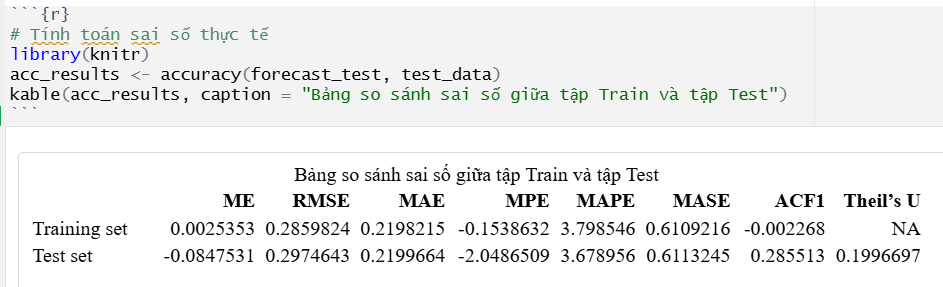 ```{r}
# Tính toán sai số thực tế
library(knitr)
acc_results <- accuracy(forecast_test, test_data)
kable(acc_results, caption = "Bảng so sánh sai số giữa tập Train và tập Test")
```
Bảng so sánh sai số giữa tập Train và tập Test
ME RMSE MAE MPE MAPE MASE ACF1 Theil’s U
Training set 0.0025353 0.2859824 0.2198215 -0.1538632 3.798546 0.6109216 -0.002268 NA
Test set -0.0847531 0.2974643 0.2199664 -2.0486509 3.678956 0.6113245 0.285513 0.1996697